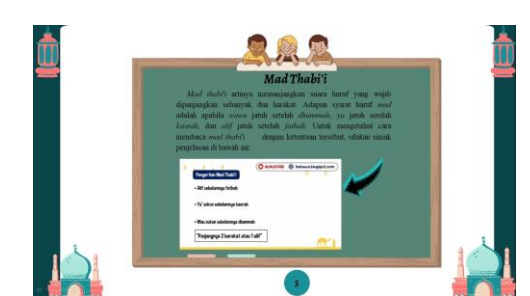 Mad Thabi'i
Mad thabi'i artinya memanjangkan suara huruf yang wajib
dipanjangkan sebanyak dua harakat. Adapun syarat huruf mad
adalah apabila wawu jatuh setelah dhammah, ya jatuh setelah
kasrah, dan alif jatuh setelah fathah. Untuk mengetahui cara
membaca mad thabi'i dengan ketentuan tersebut, silakan simak
penjelasan di bawah ini.
Pengertian Mad Thabi'i
• Alif sebelumnya fathah
• Ya' sukun sebelumnya kasrah
• Wau sukun sebelumnya dhammah
"Panjangnya 2 harakat atau 1 alif"